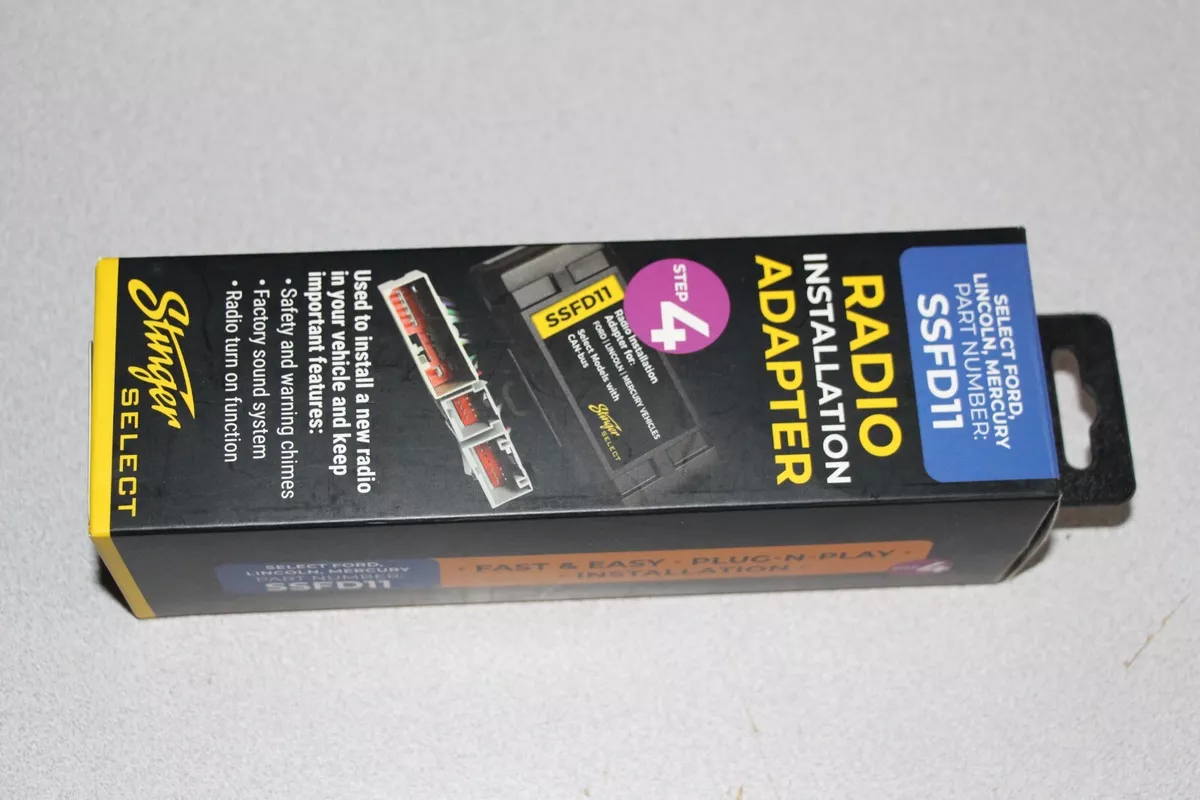 SELECT FORD,
LINCOLN, MERCURY
PART NUMBER:
SSFD11
RADIO
INSTALLATION
ADAPTER
STEP
4
SSFD11
Radio Installation
Adapter for:
FORD | LINCOLN | MERCURY VEHICLES
Select Models with
CAN-bus
Stinger
SELECT
Used to install a new radio
in your vehicle and keep
important features:
• Safety and warning chimes
• Factory sound system
• Radio turn on function
Stinger
SELECT
SELECT FORD,
LINCOLN, MERCURY
PART NUMBER:
SSFD11
· FAST & EASY · PLUG-N-PLAY ·
· INSTALLATION ·
STEP 4